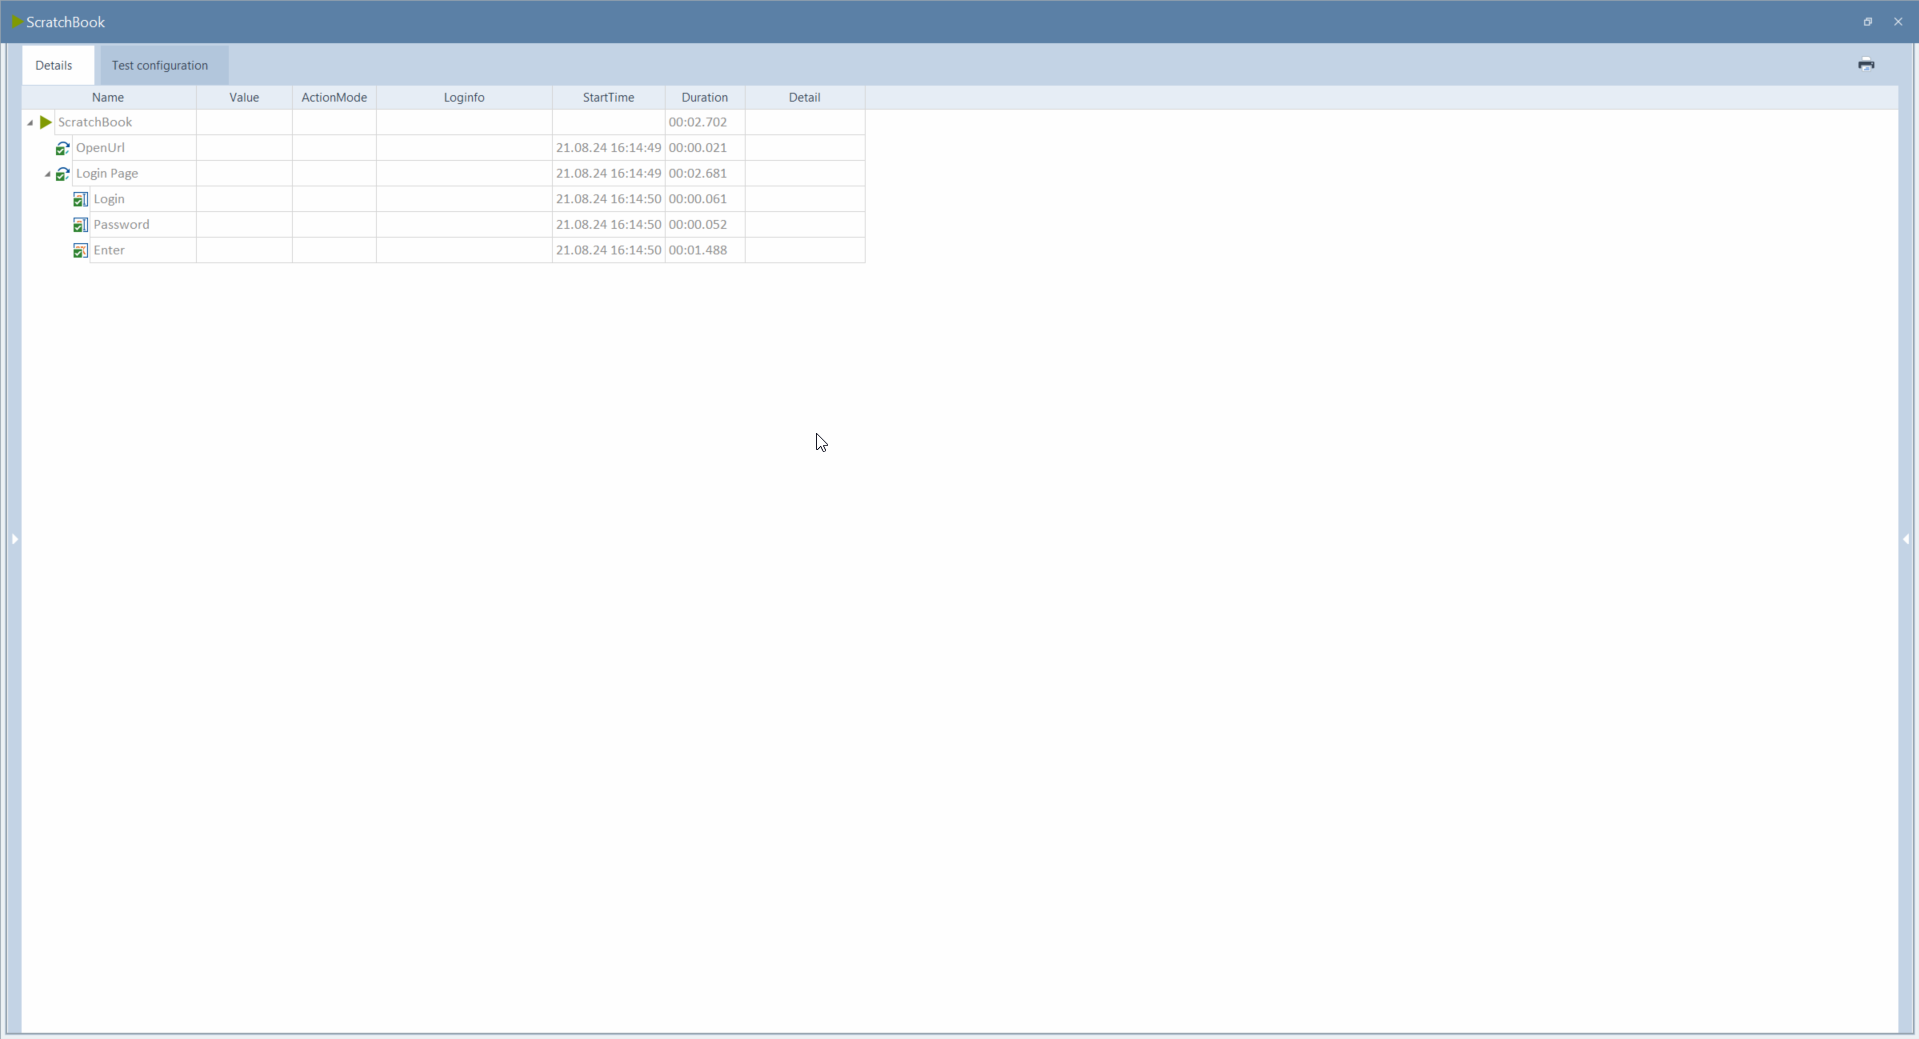 ScratchBook
Details Test configuration
Name Value ActionMode Loginfo StartTime Duration Detail
ScratchBook 00:02.702
OpenUrl 21.08.24 16:14:49 00:00.021
Login Page 21.08.24 16:14:49 00:02.681
Login 21.08.24 16:14:50 00:00.061
Password 21.08.24 16:14:50 00:00.052
Enter 21.08.24 16:14:50 00:01.488